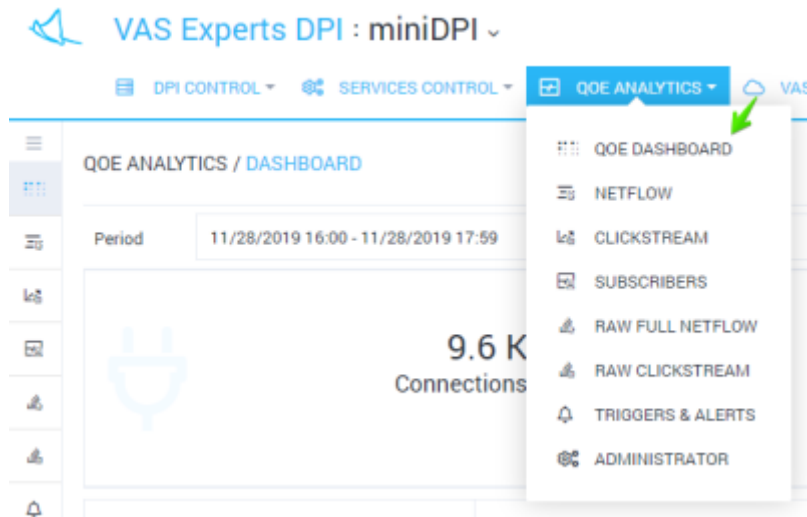 VAS Experts DPI : miniDPI
DPI CONTROL SERVICES CONTROL QOE ANALYTICS VAS
QOE ANALYTICS / DASHBOARD
Period 11/28/2019 16:00 - 11/28/2019 17:59
9.6 K
Connections
QOE DASHBOARD
NETFLOW
CLICKSTREAM
SUBSCRIBERS
RAW FULL NETFLOW
RAW CLICKSTREAM
TRIGGERS & ALERTS
ADMINISTRATOR